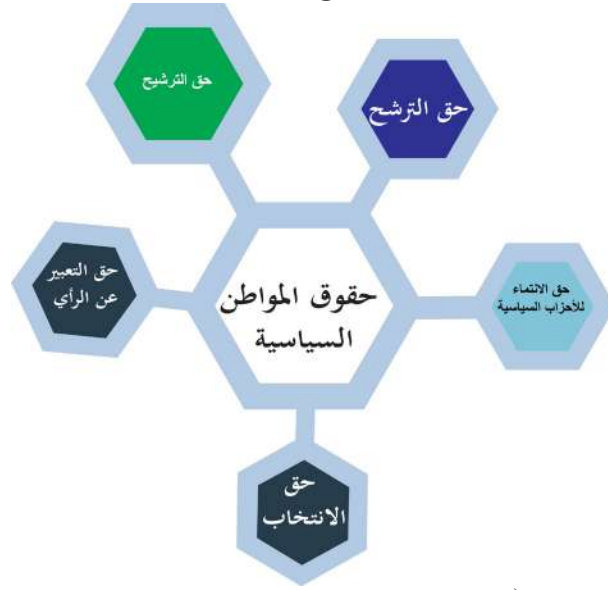 حق الترشح
حق الترشيح
حق الانتماء
للأحزاب السياسية
حقوق المواطن
السياسية
حق التعبير
عن الرأي
حق
الانتخاب